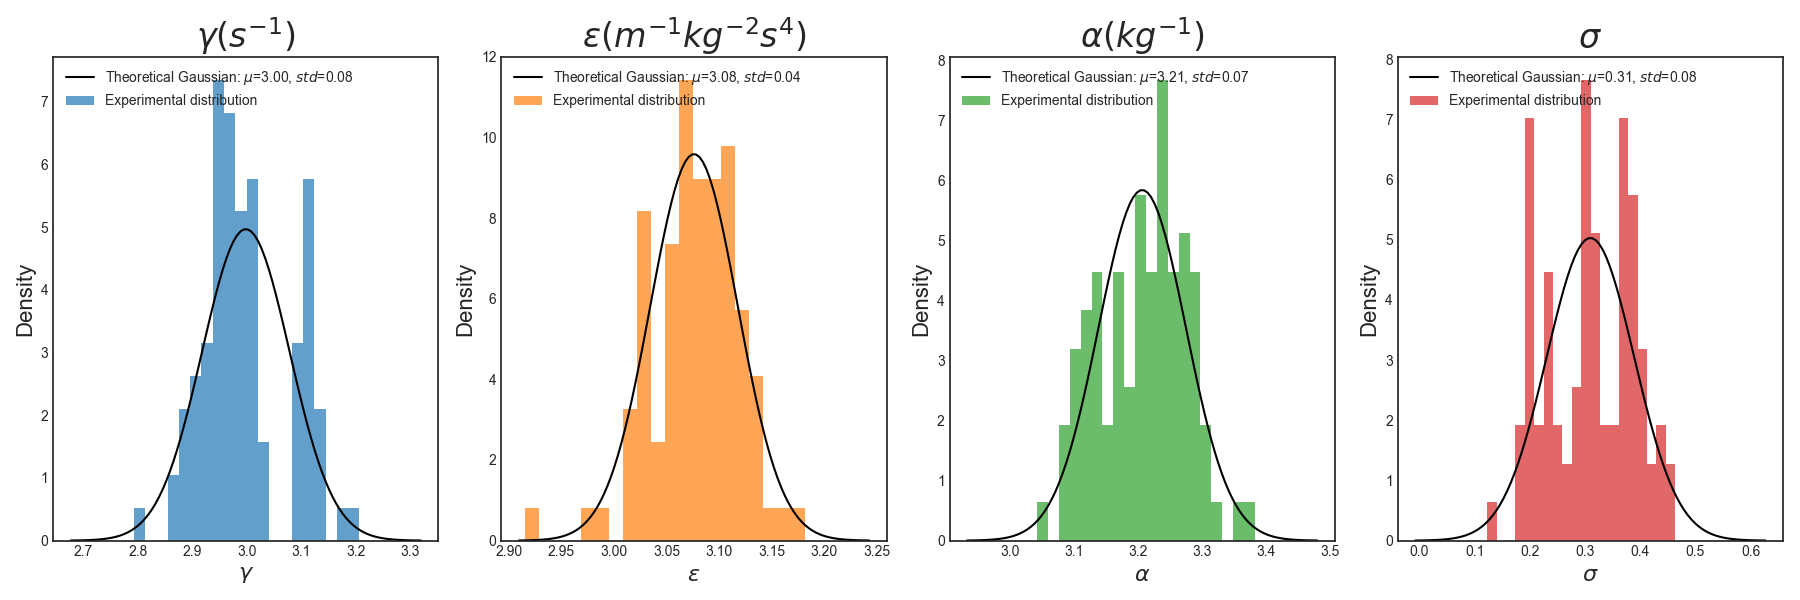 γ(s⁻¹)
Theoretical Gaussian: μ=3.00, std=0.08
Experimental distribution
Density
7
6
5
4
3
2
1
0
2.7 2.8 2.9 3.0 3.1 3.2 3.3
γ
ε(m⁻¹kg⁻²s⁴)
Theoretical Gaussian: μ=3.08, std=0.04
Experimental distribution
Density
12
10
8
6
4
2
0
2.90 2.95 3.00 3.05 3.10 3.15 3.20 3.25
ε
α(kg⁻¹)
Theoretical Gaussian: μ=3.21, std=0.07
Experimental distribution
Density
8
7
6
5
4
3
2
1
0
3.0 3.1 3.2 3.3 3.4 3.5
α
σ
Theoretical Gaussian: μ=0.31, std=0.08
Experimental distribution
Density
8
7
6
5
4
3
2
1
0
0.0 0.1 0.2 0.3 0.4 0.5 0.6
σ